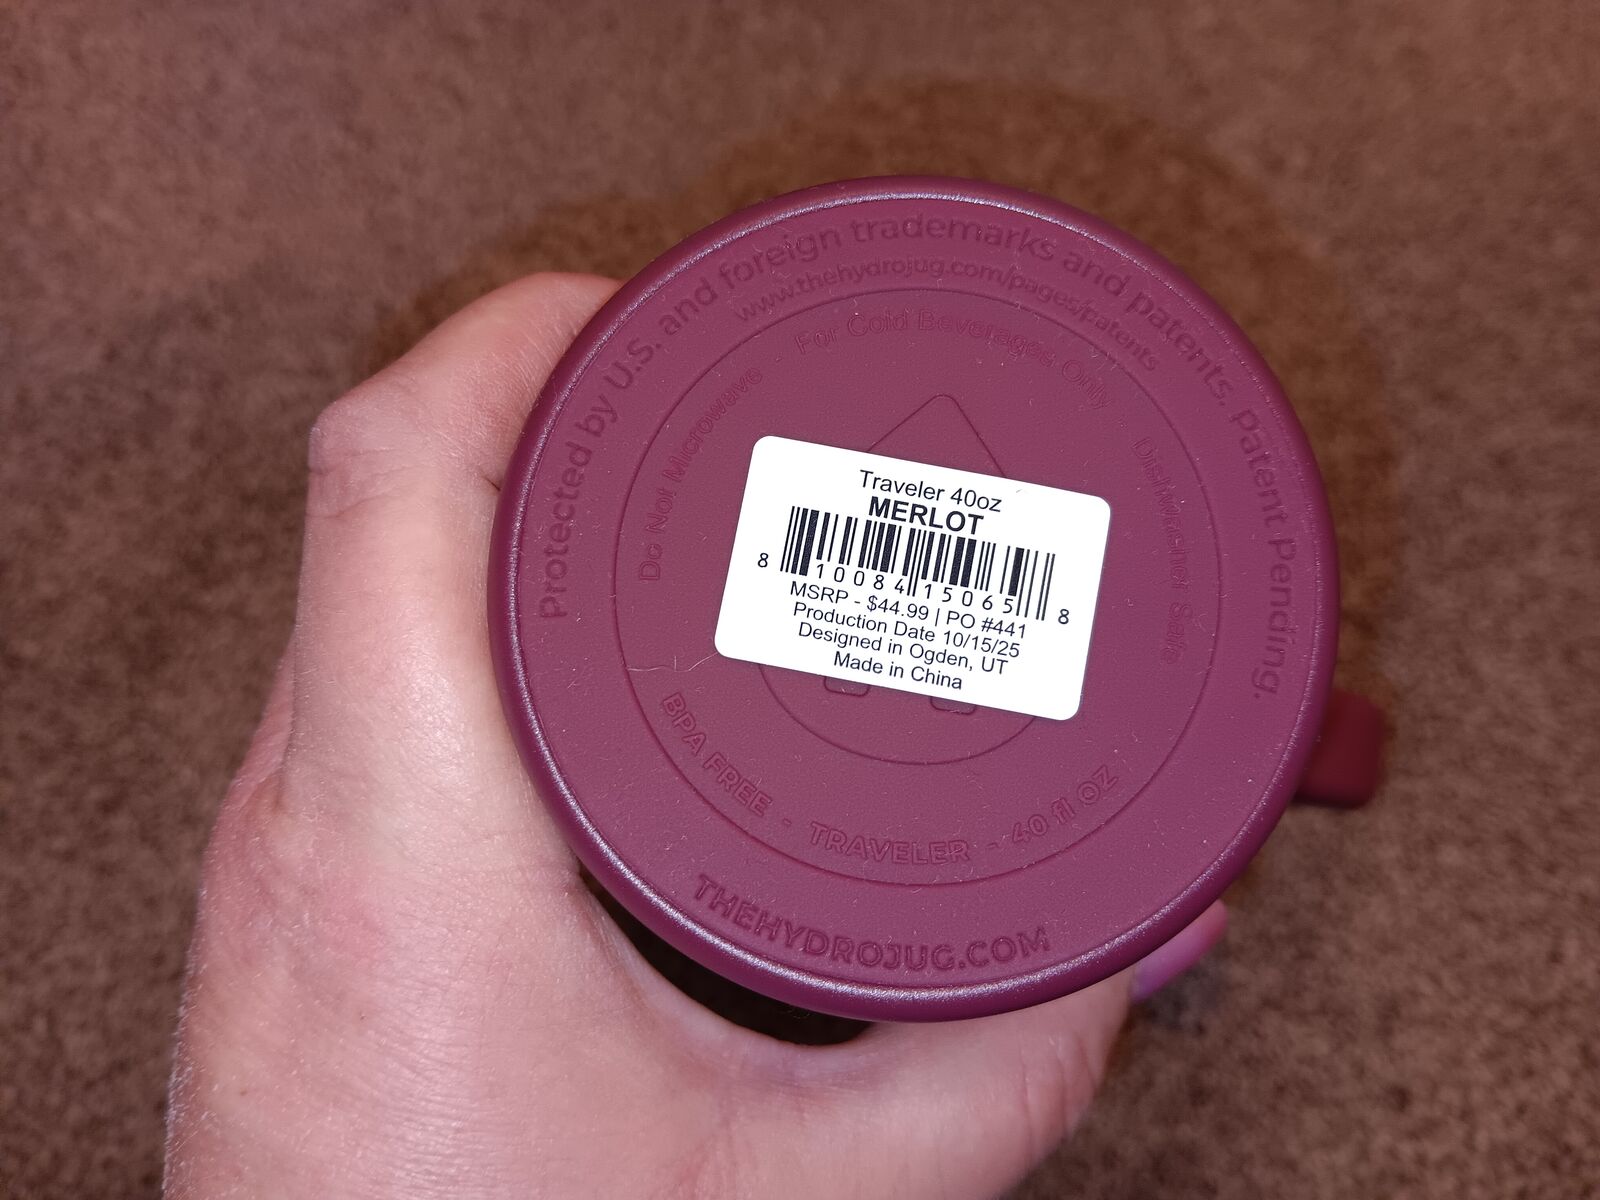 Protected by U.S. and foreign trademarks and patents, patent Pending.
www.thehydrojug.com/pages/patents
Do Not Microwave - For Cold Beverages Only
Dishwasher Safe
Traveler 40oz
MERLOT
8 10084 15065 8
MSRP - $44.99 | PO #441
Production Date 10/15/25
Designed in Ogden, UT
Made in China
BPA FREE - TRAVELER - 40 fl OZ
THEHYDROJUG.COM